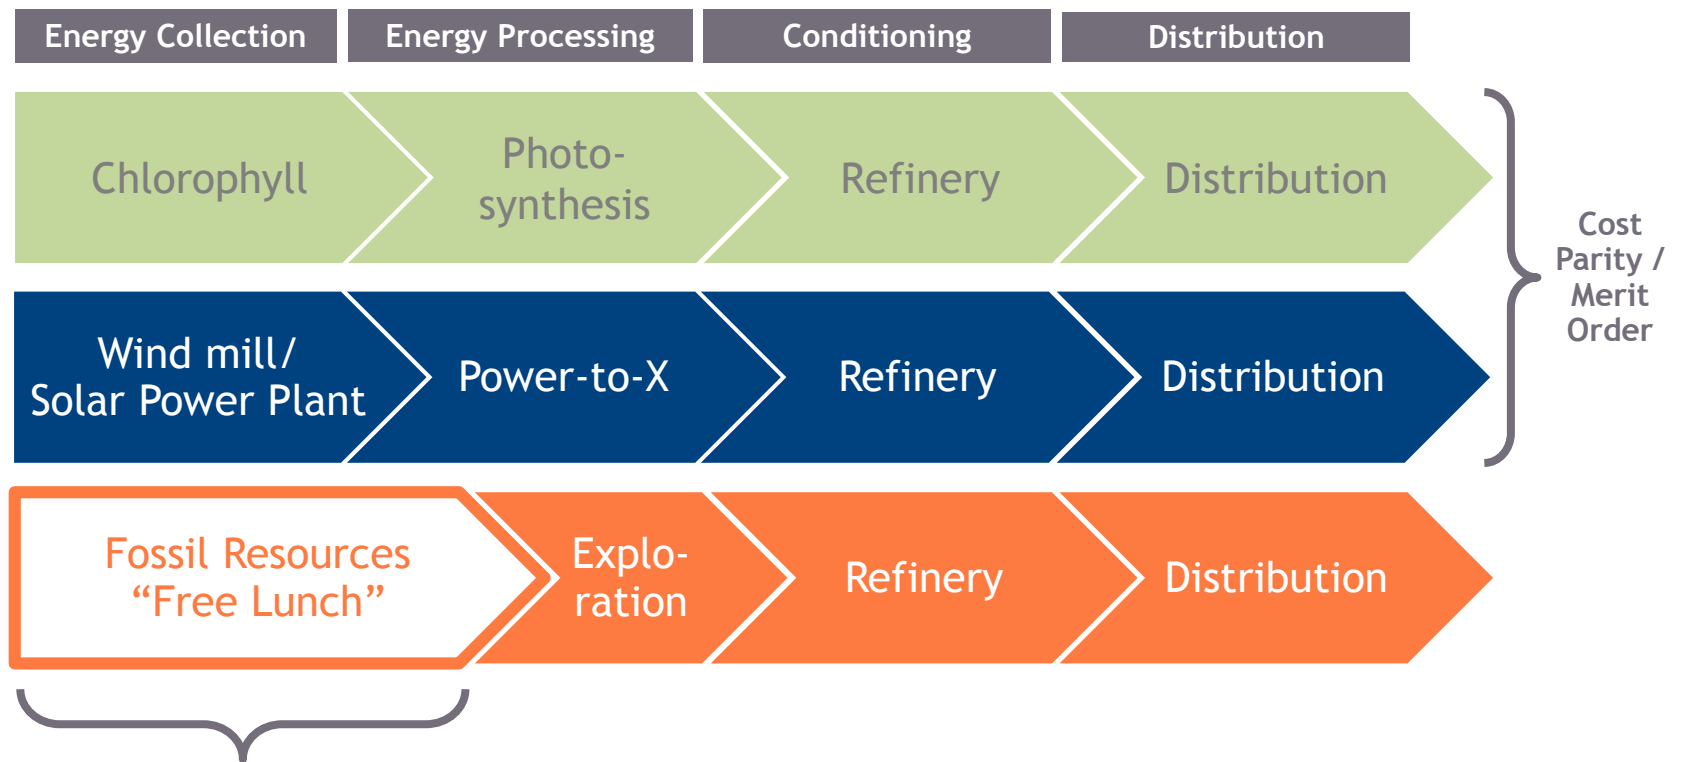 Energy Collection
Energy Processing
Conditioning
Distribution
Chlorophyll
Photo-
synthesis
Refinery
Distribution
Wind mill/
Solar Power Plant
Power-to-X
Refinery
Distribution
Cost
Parity /
Merit
Order
Fossil Resources
“Free Lunch”
Explo-
ration
Refinery
Distribution